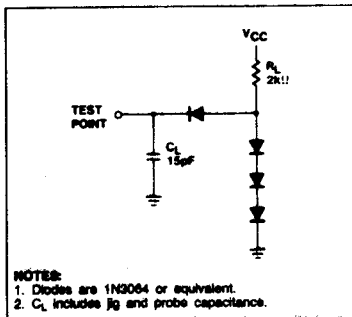 VCC
RL
2kΩ
TEST
POINT
CL
15pF
NOTES:
1. Diodes are 1N3064 or equivalent.
2. CL includes jig and probe capacitance.